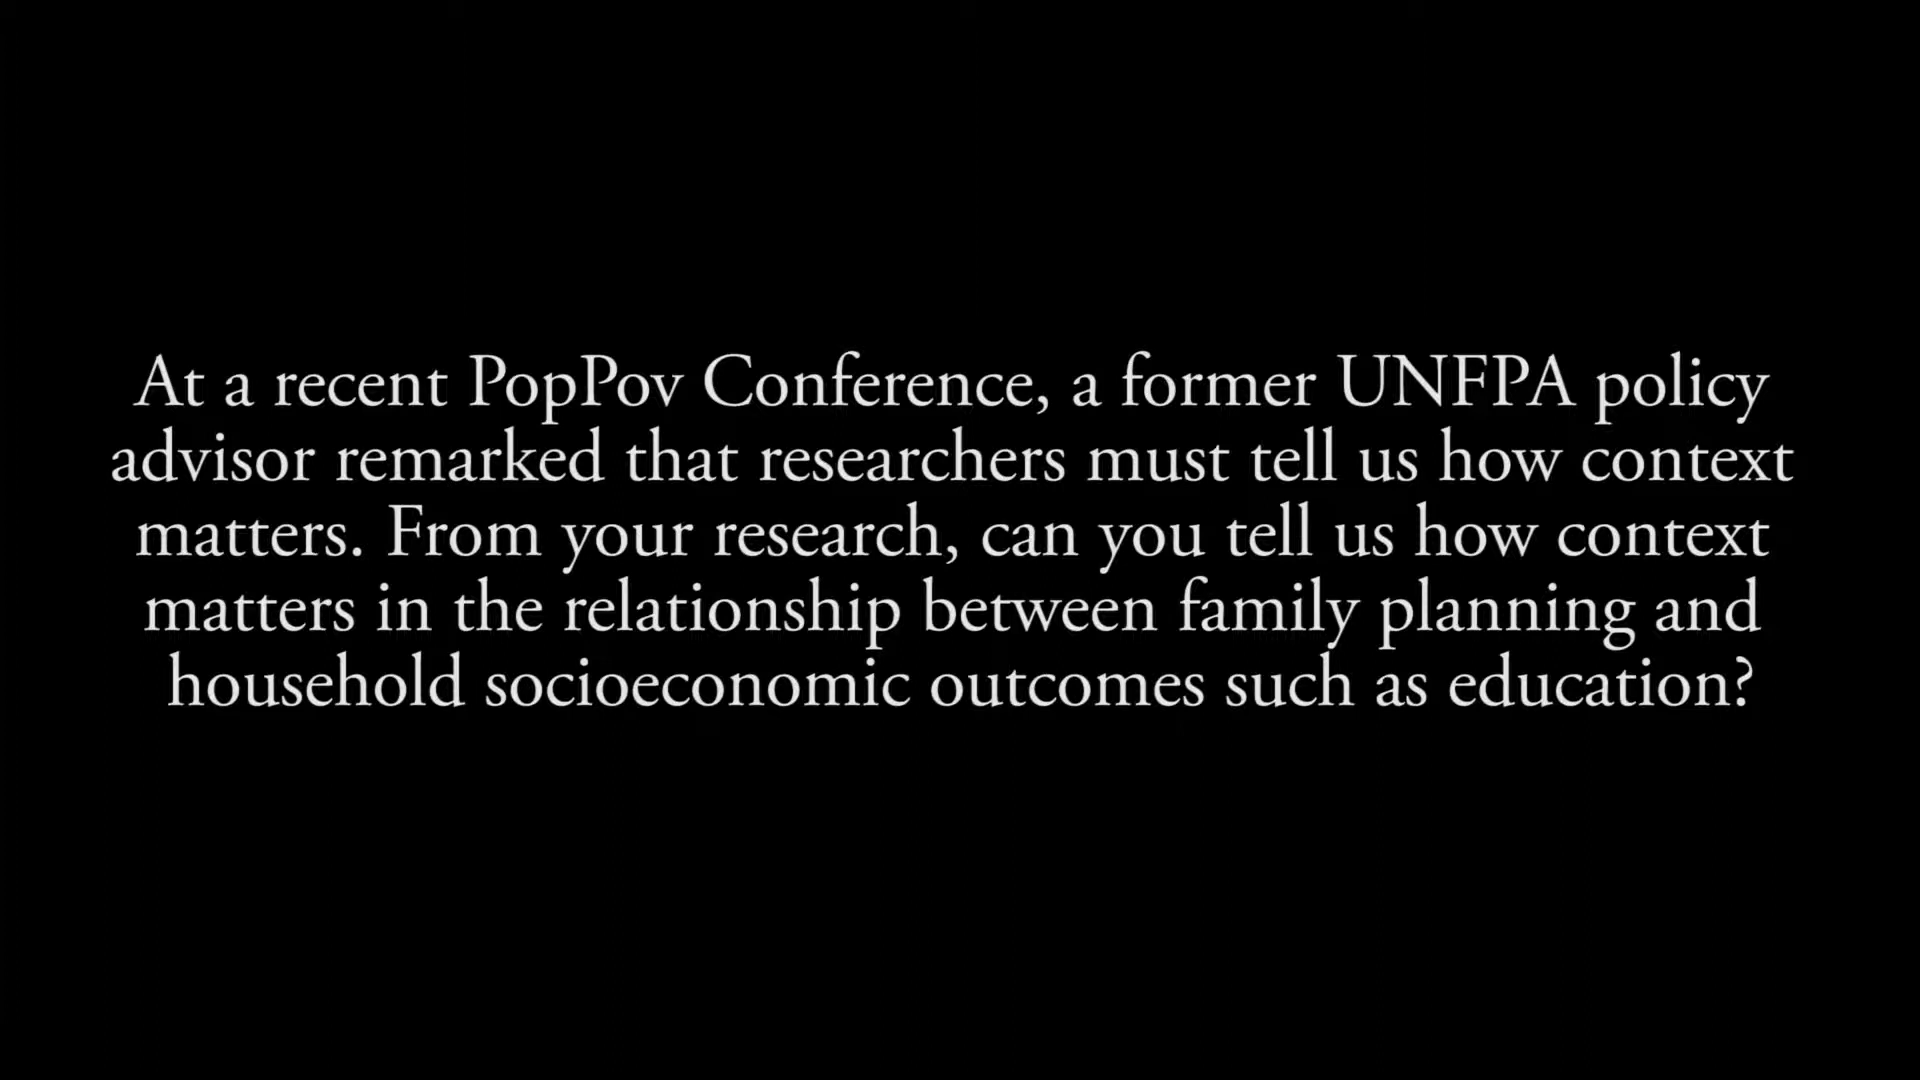 At a recent PopPov Conference, a former UNFPA policy
advisor remarked that researchers must tell us how context
matters. From your research, can you tell us how context
matters in the relationship between family planning and
household socioeconomic outcomes such as education?